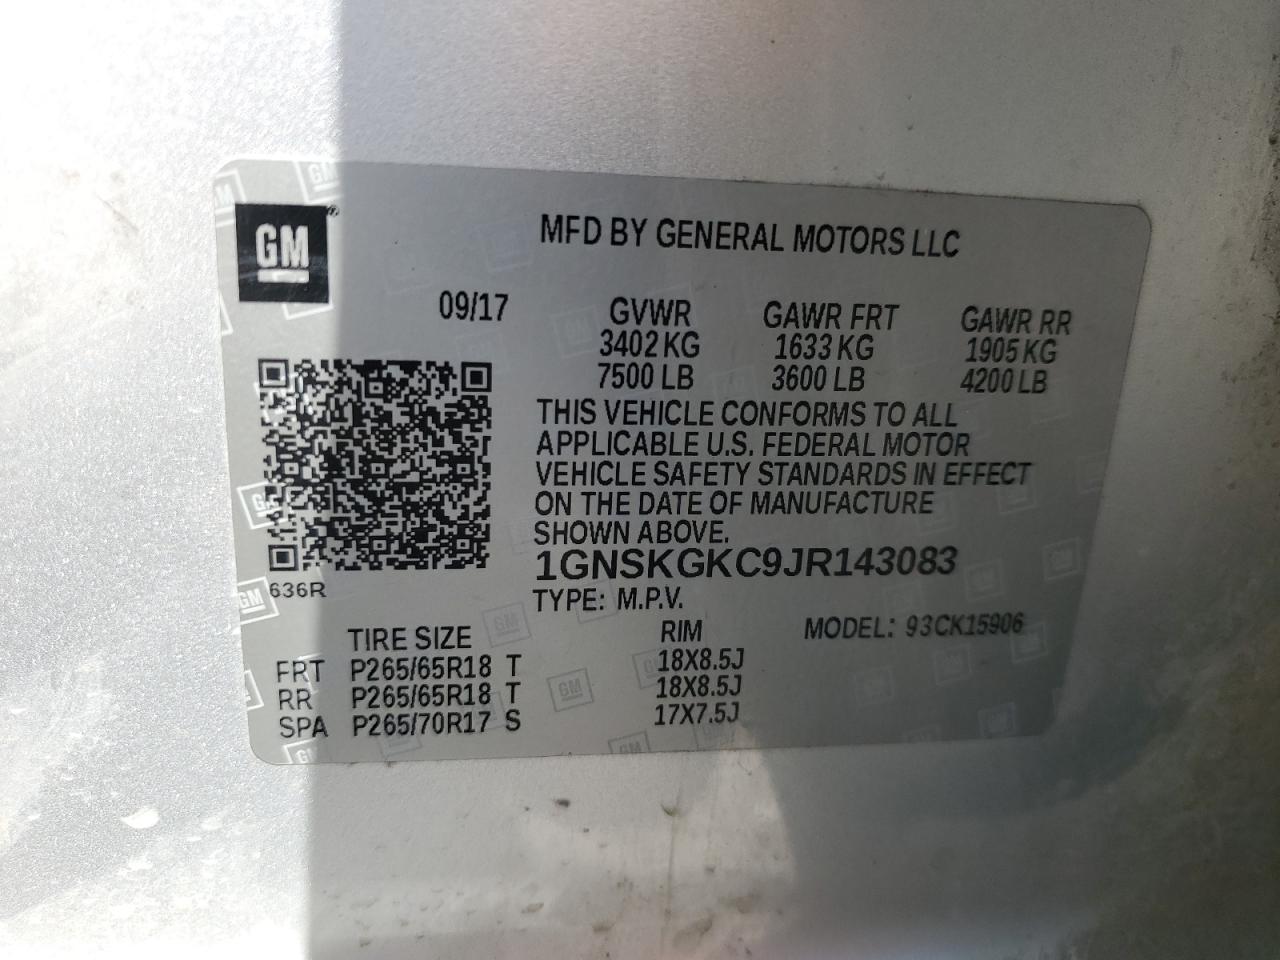 GM ®
MFD BY GENERAL MOTORS LLC
09/17 GVWR GAWR FRT GAWR RR
3402 KG 1633 KG 1905 KG
7500 LB 3600 LB 4200 LB
THIS VEHICLE CONFORMS TO ALL
APPLICABLE U.S. FEDERAL MOTOR
VEHICLE SAFETY STANDARDS IN EFFECT
ON THE DATE OF MANUFACTURE
SHOWN ABOVE.
1GNSKGKC9JR143083
636R
TYPE: M.P.V.
TIRE SIZE RIM MODEL: 93CK15906
FRT P265/65R18 T 18X8.5J
RR P265/65R18 T 18X8.5J
SPA P265/70R17 S 17X7.5J